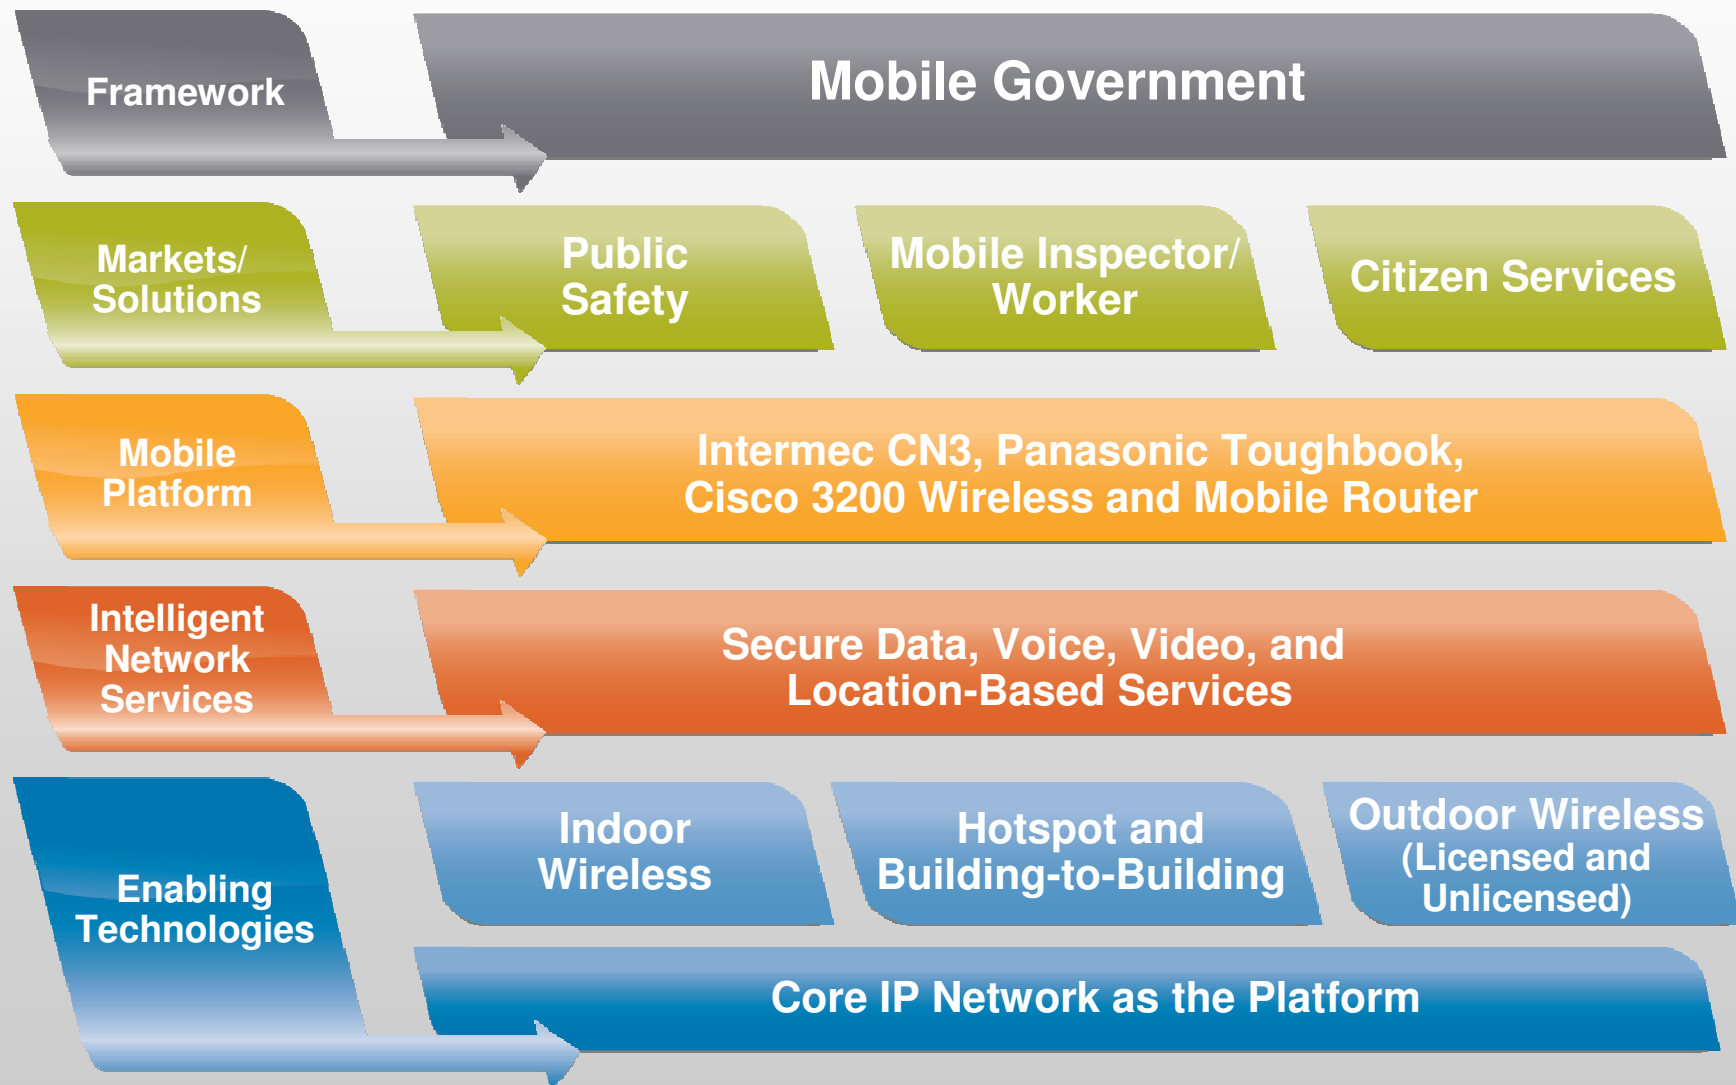 Framework
Mobile Government
Markets/
Solutions
Public
Safety
Mobile Inspector/
Worker
Citizen Services
Mobile
Platform
Intermec CN3, Panasonic Toughbook,
Cisco 3200 Wireless and Mobile Router
Intelligent
Network
Services
Secure Data, Voice, Video, and
Location-Based Services
Enabling
Technologies
Indoor
Wireless
Hotspot and
Building-to-Building
Outdoor Wireless
(Licensed and
Unlicensed)
Core IP Network as the Platform